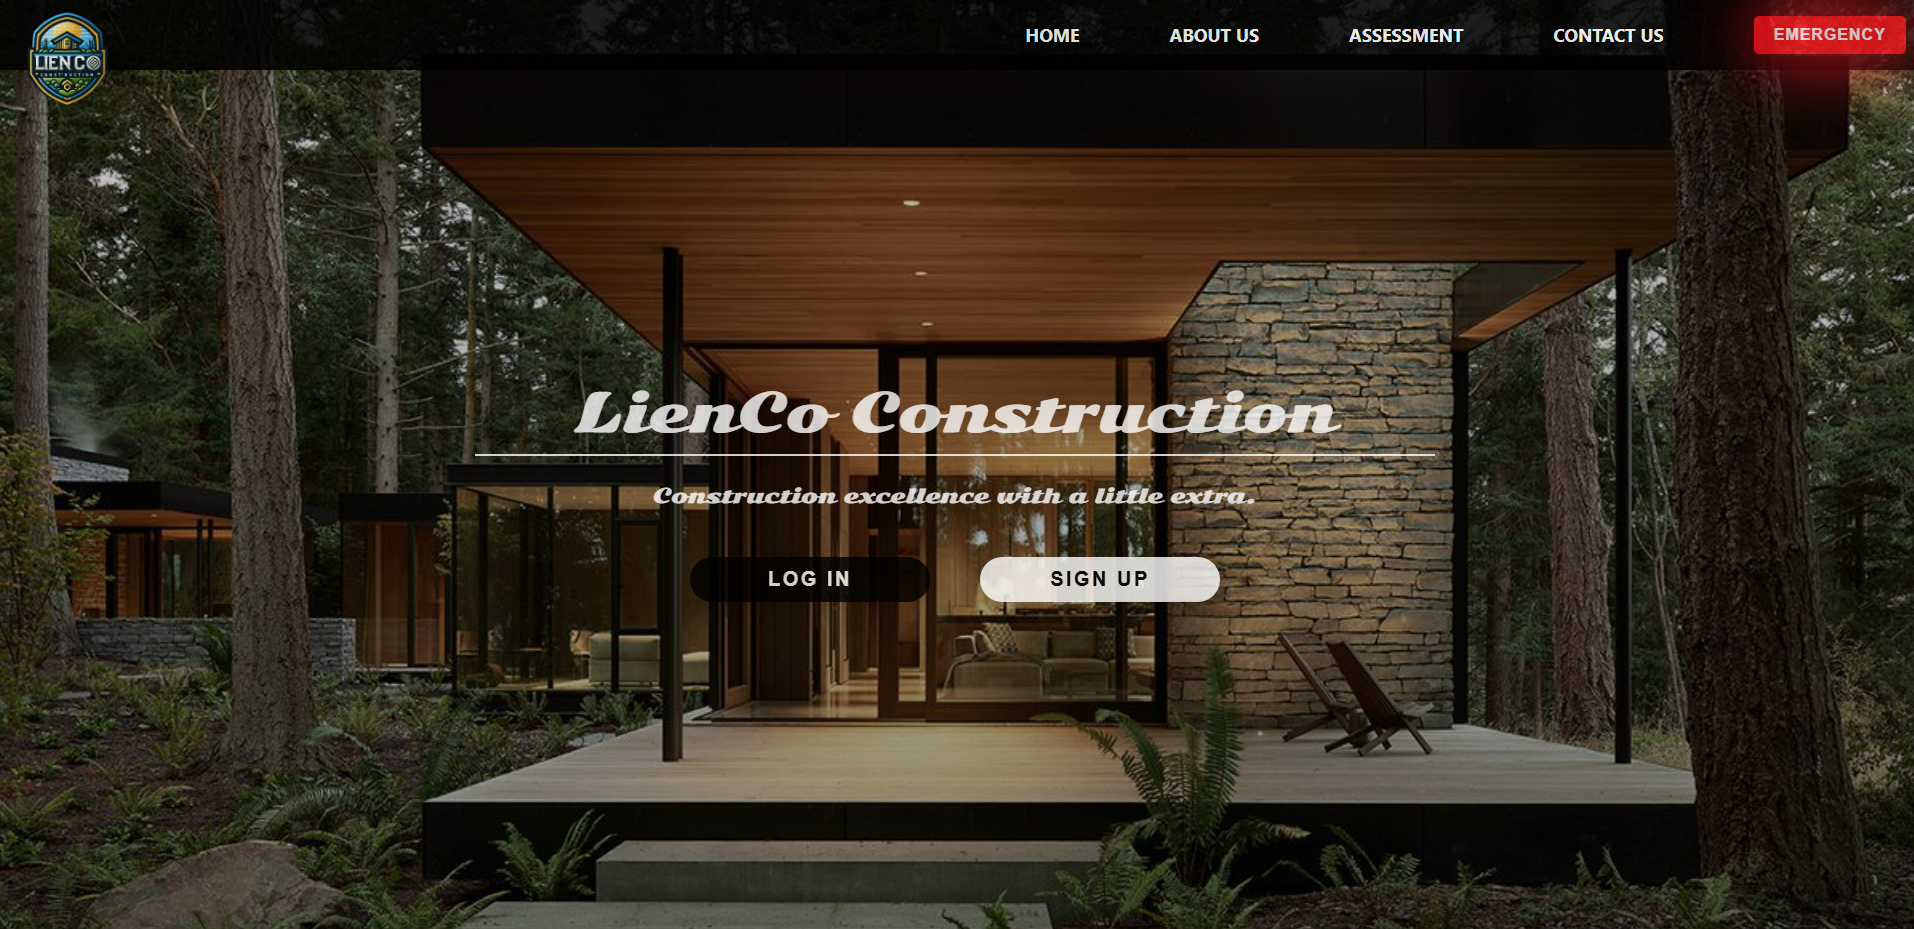 LIEN CO
CONSTRUCTION
HOME ABOUT US ASSESSMENT CONTACT US EMERGENCY
LienCo Construction
Construction excellence with a little extra.
LOG IN SIGN UP